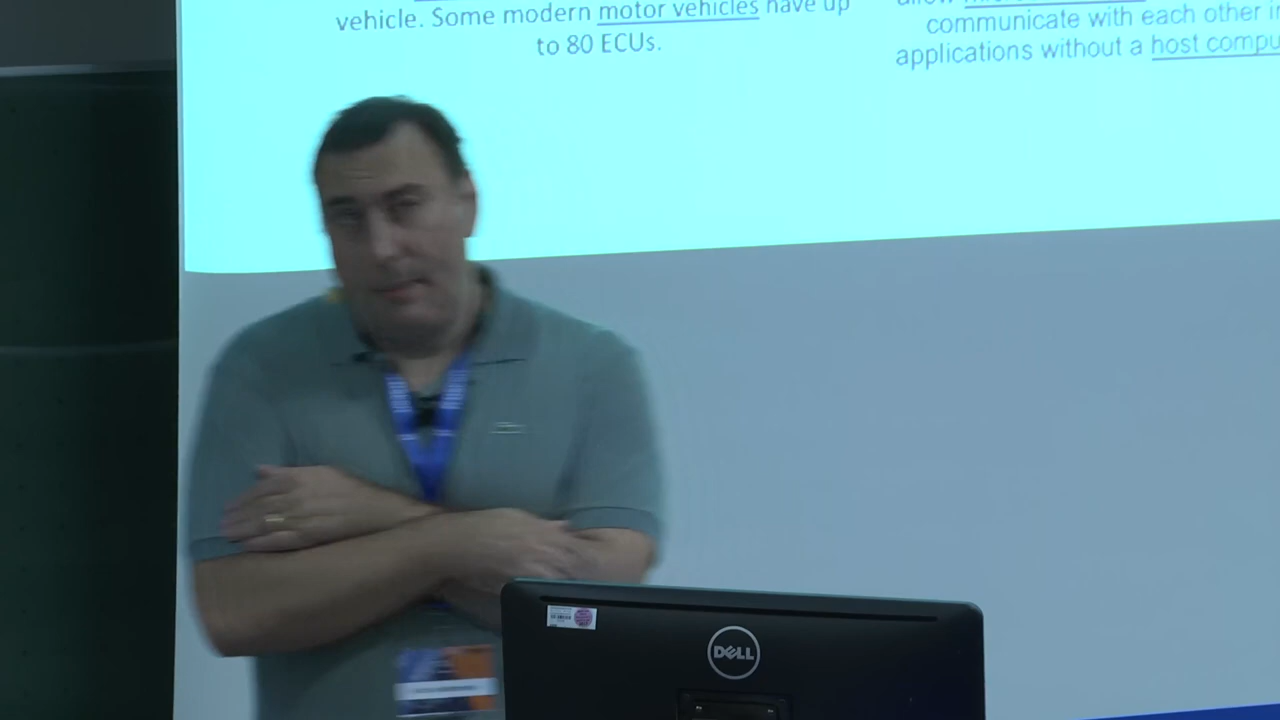 vehicle. Some modern motor vehicles have up
to 80 ECUs.
communicate with each other in
applications without a host compu
DELL